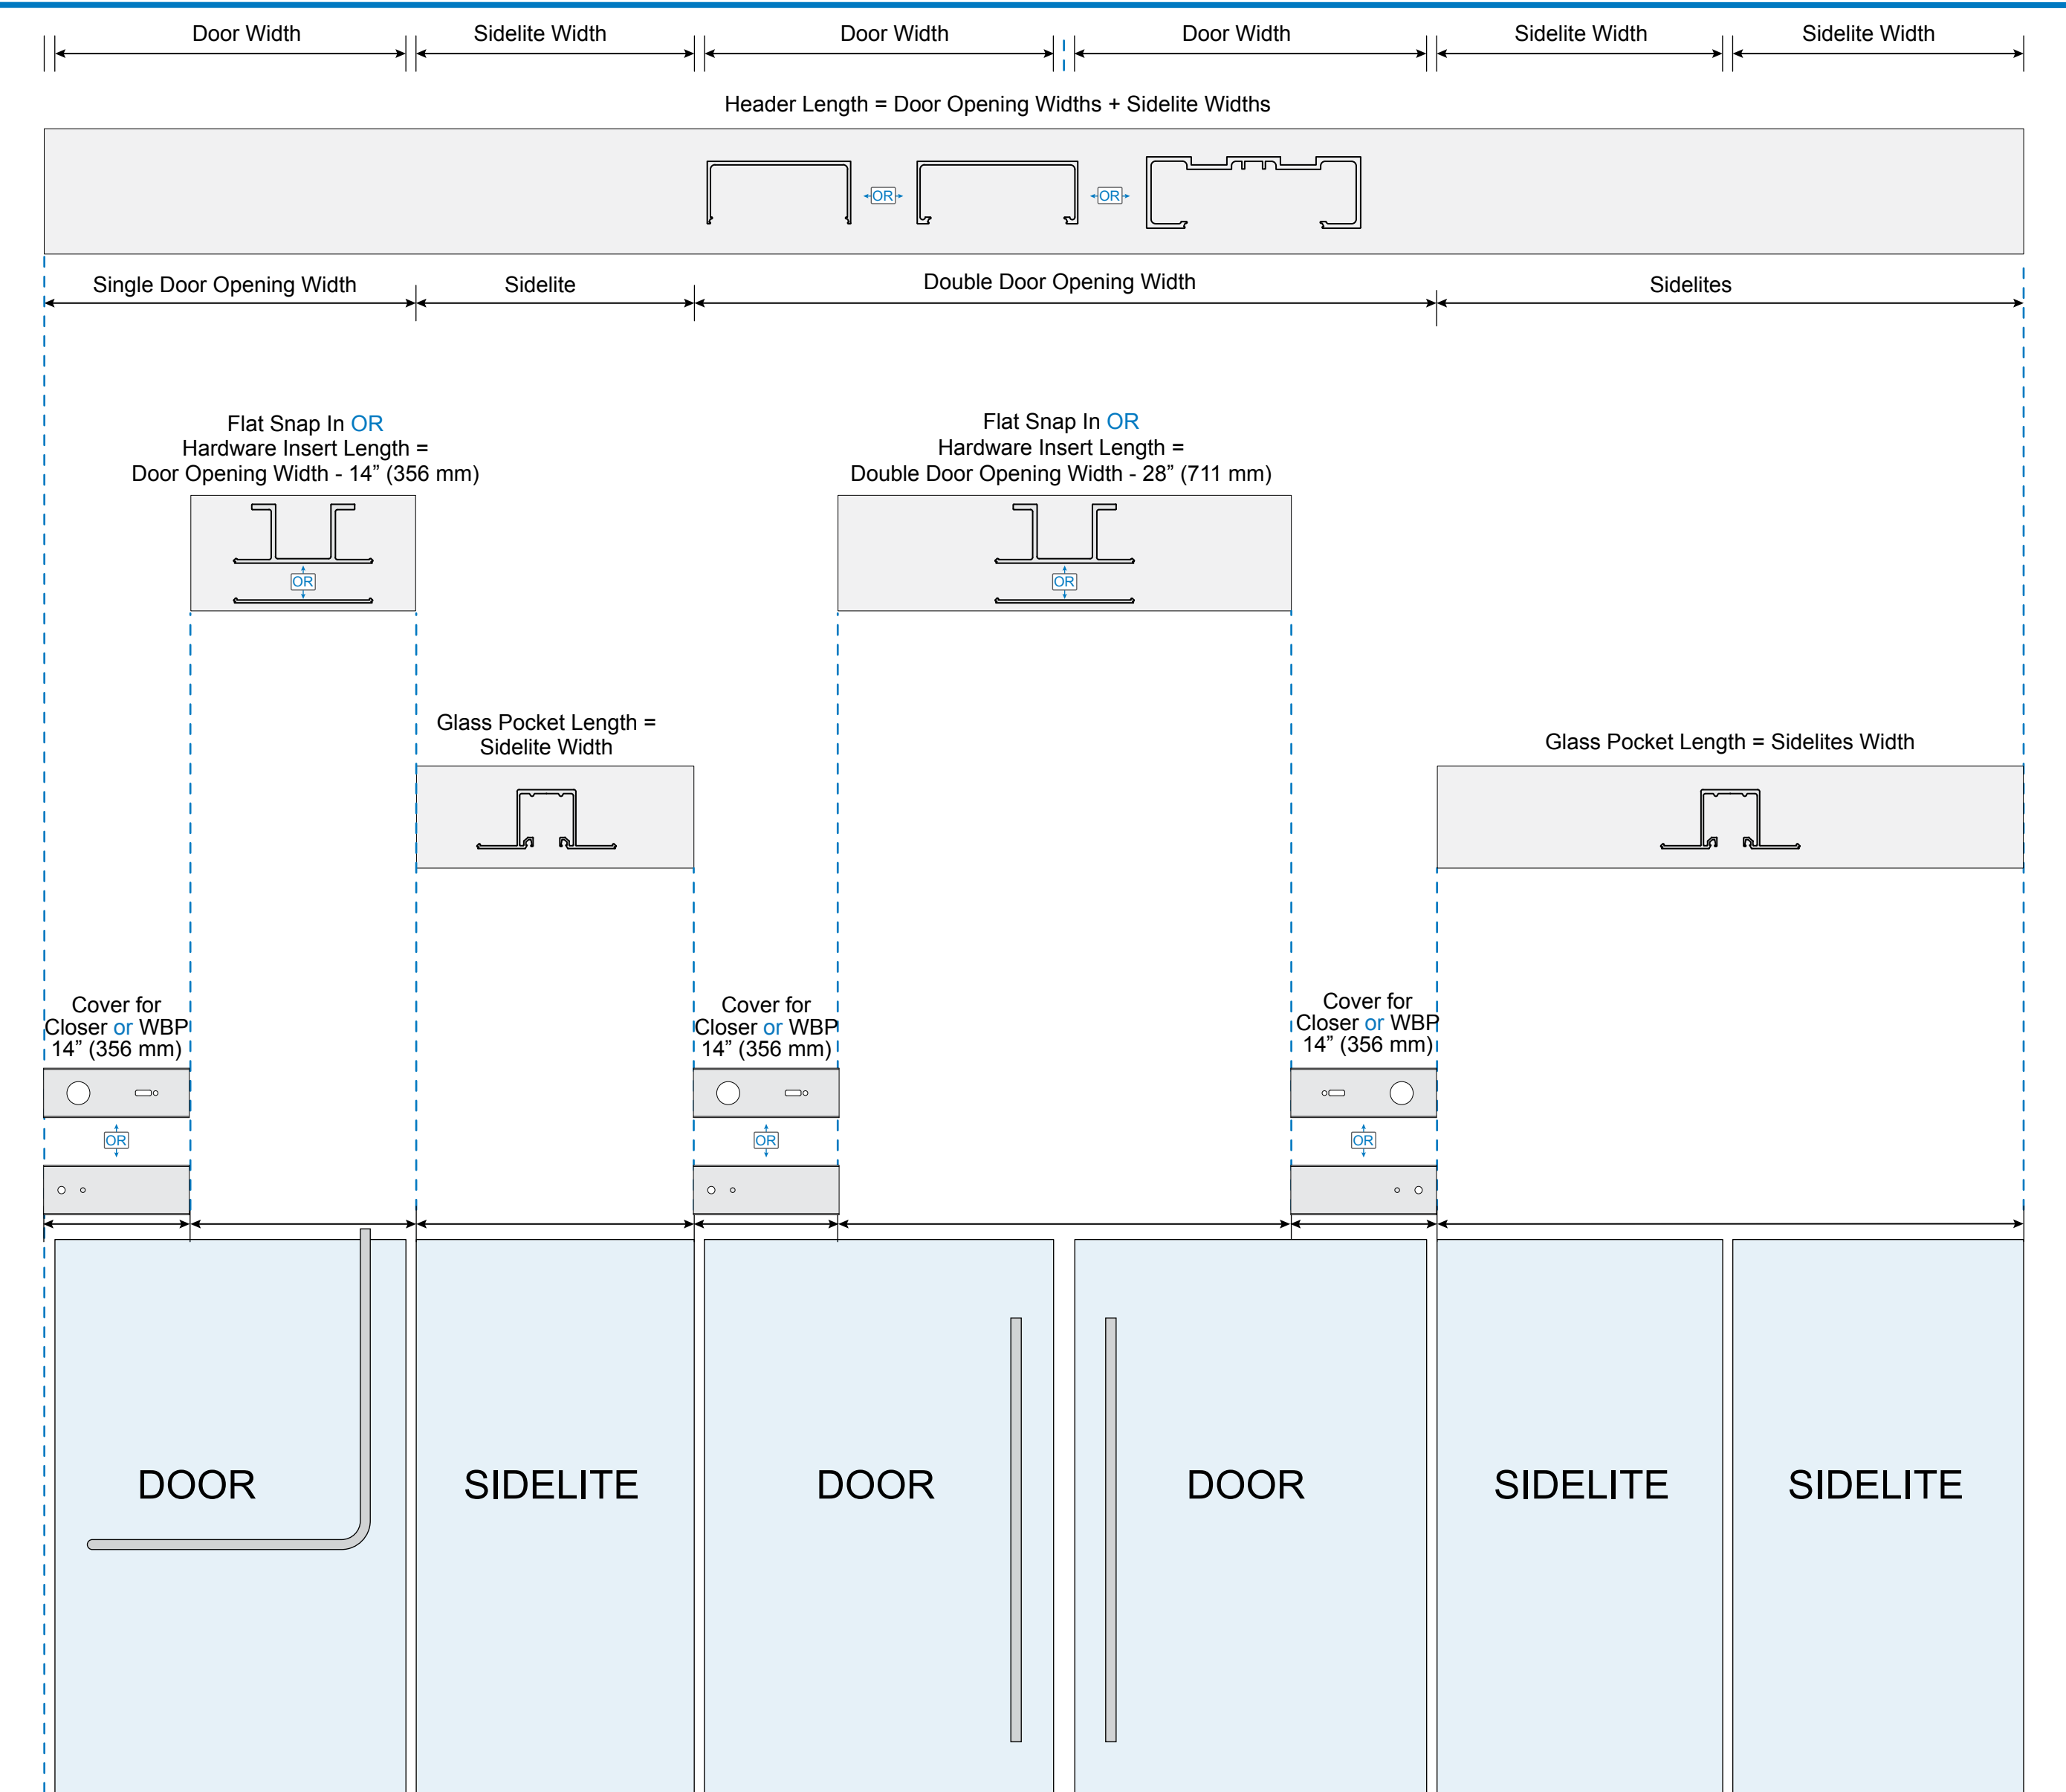 Door Width
Sidelite Width
Door Width
Door Width
Sidelite Width
Sidelite Width
Header Length = Door Opening Widths + Sidelite Widths
OR
OR
Single Door Opening Width
Sidelite
Double Door Opening Width
Sidelites
Flat Snap In OR
Hardware Insert Length =
Door Opening Width - 14” (356 mm)
OR
Flat Snap In OR
Hardware Insert Length =
Double Door Opening Width - 28” (711 mm)
OR
Glass Pocket Length =
Sidelite Width
Glass Pocket Length = Sidelites Width
Cover for
Closer or WBP
14” (356 mm)
OR
Cover for
Closer or WBP
14” (356 mm)
OR
Cover for
Closer or WBP
14” (356 mm)
OR
DOOR
SIDELITE
DOOR
DOOR
SIDELITE
SIDELITE